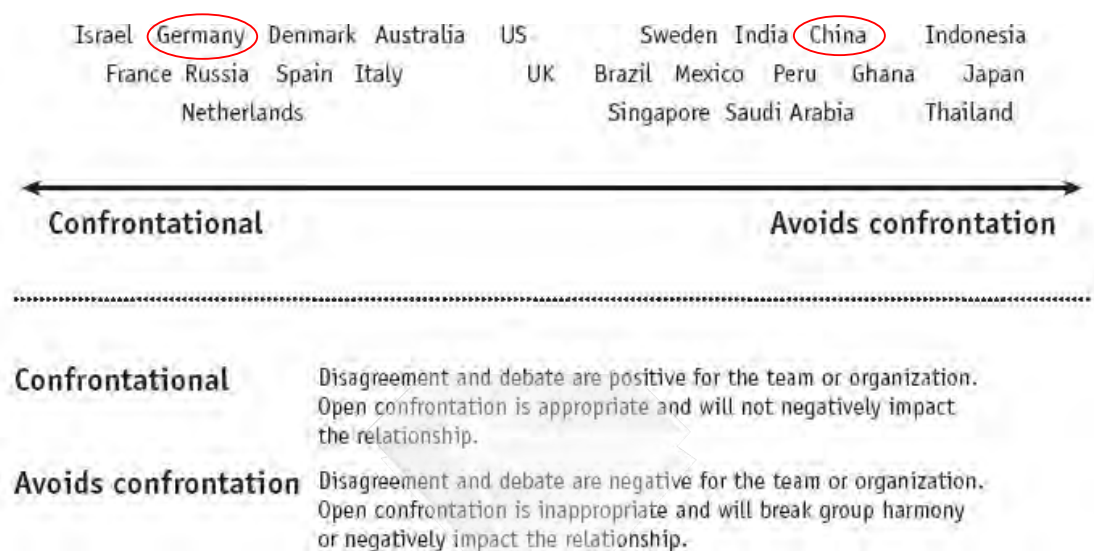 Israel Germany Denmark Australia US Sweden India China Indonesia
France Russia Spain Italy UK Brazil Mexico Peru Ghana Japan
Netherlands Singapore Saudi Arabia Thailand
Confrontational Avoids confrontation
Confrontational Disagreement and debate are positive for the team or organization.
Open confrontation is appropriate and will not negatively impact
the relationship.
Avoids confrontation Disagreement and debate are negative for the team or organization.
Open confrontation is inappropriate and will break group harmony
or negatively impact the relationship.